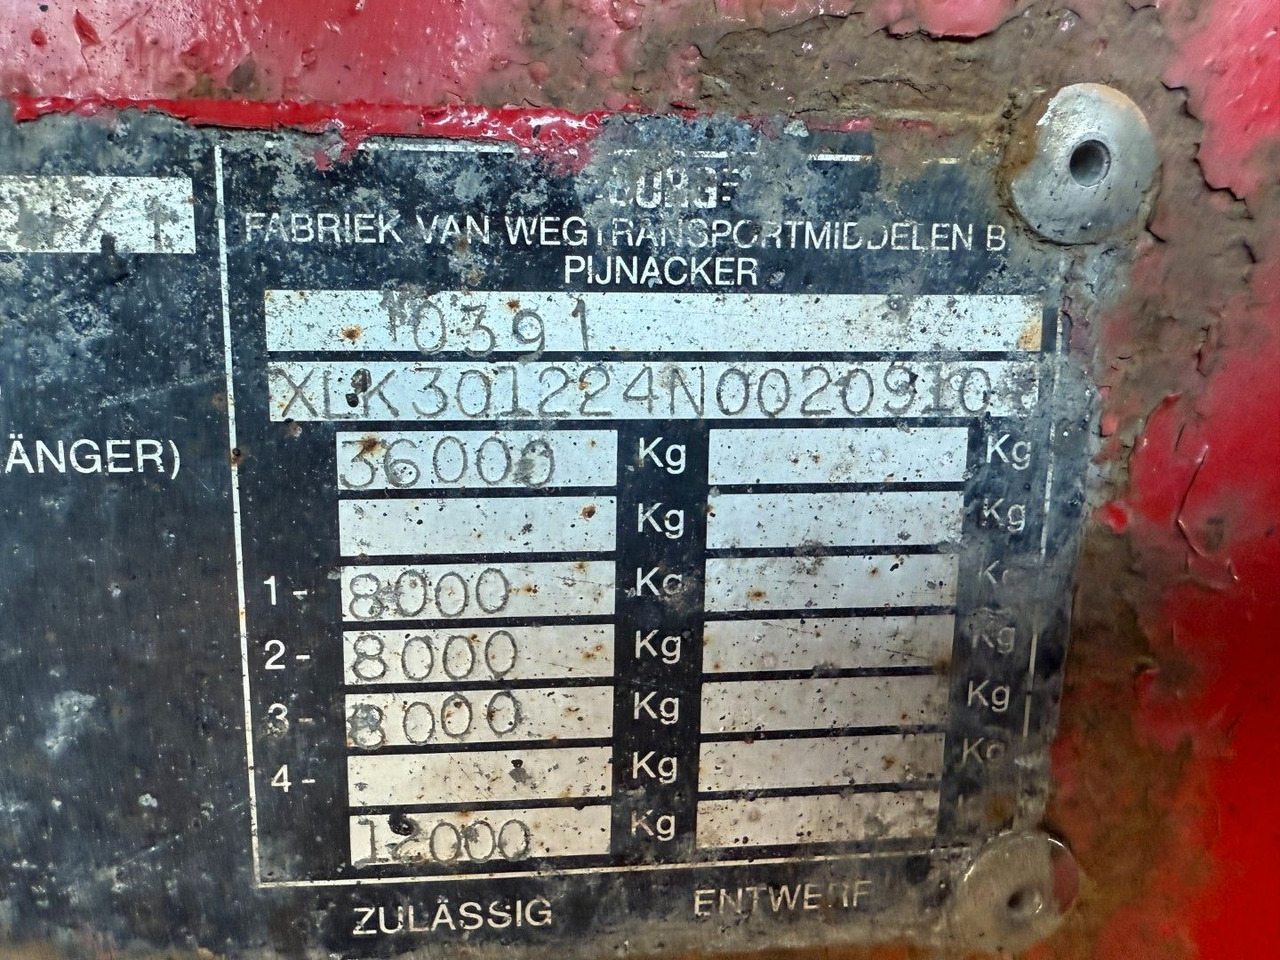 FABRIEK VAN WEGTRANSPORTMIDDELEN B
PIJNACKER
10391
XLK301224N0020910
36000 Kg Kg
Kg Kg
ÄNGER)
1- 8000 Kg Kg
2- 8000 Kg Kg
3- 8000 Kg Kg
4- Kg Kg
12000 Kg
ZULÄSSIG ENTWERF